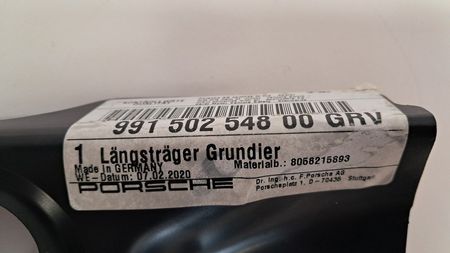 991 502 548 00 GRV
1 Längsträger Grundier
Made in GERMANY Materialb.: 8056215893
WE - Datum: 07.02.2020
PORSCHE
Dr. Ing. h.c. F. Porsche AG
Porscheplatz 1, D - 70435 Stuttgart